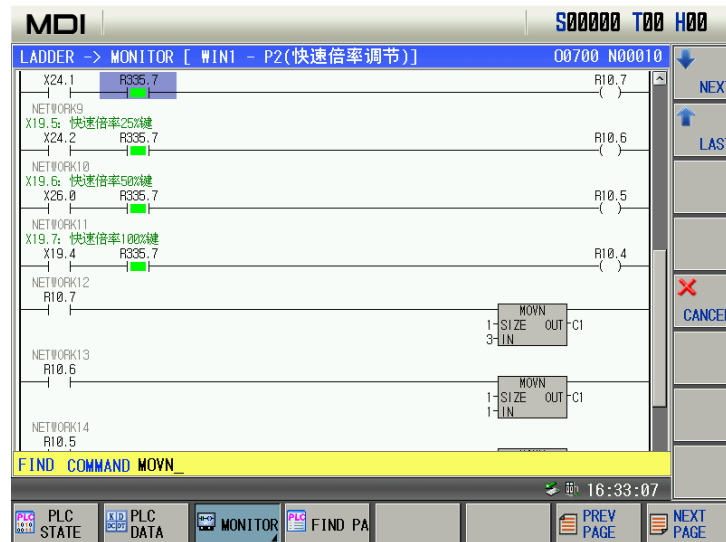 MDI S00000 T00 H00
LADDER -> MONITOR [ WIN1 - P2(快速倍率调节)] O0700 N00010
X24.1 R335.7 R10.7
NETWORK9
X19.5: 快速倍率25%键
X24.2 R335.7 R10.6
NETWORK10
X19.6: 快速倍率50%键
X26.0 R335.7 R10.5
NETWORK11
X19.7: 快速倍率100%键
X19.4 R335.7 R10.4
NETWORK12
R10.7
MOVN
1 SIZE OUT C1
3 IN
NETWORK13
R10.6
MOVN
1 SIZE OUT C1
1 IN
NETWORK14
R10.5
FIND COMMAND MOVN_
16:33:07
NEXT
LAS
CANCEL
PLC STATE
PLC DATA
MONITOR
FIND PA
PREV PAGE
NEXT PAGE